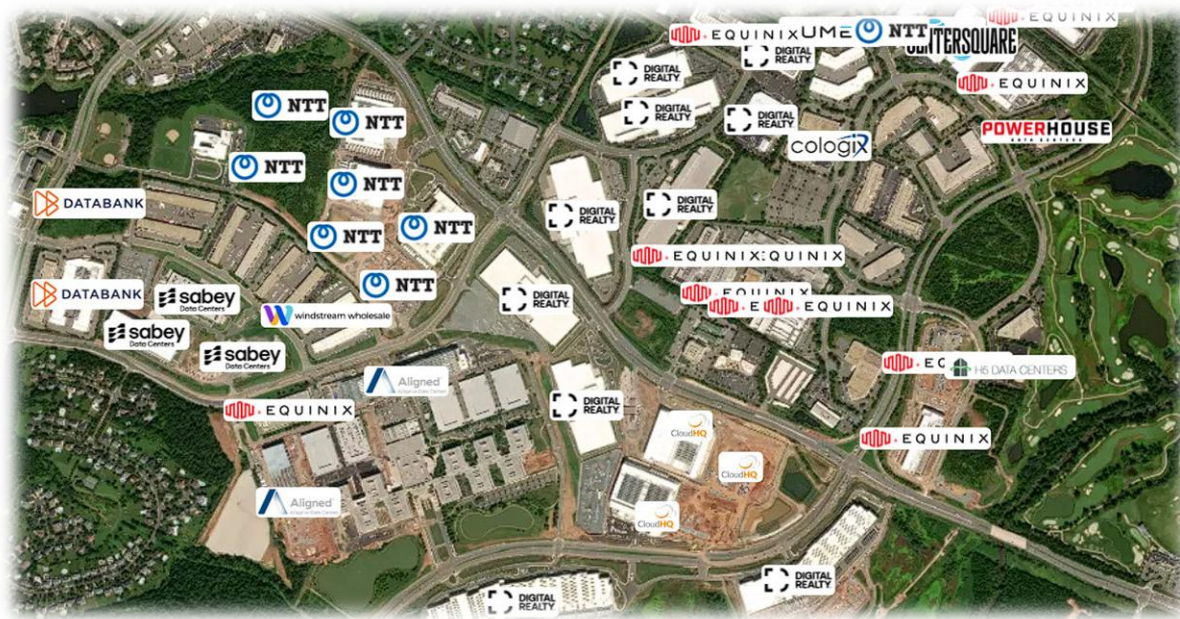 EQUINIX
EQUINIX
UME
NTT
CENTERSQUARE
DIGITAL
REALTY
DIGITAL
REALTY
EQUINIX
NTT
NTT
DIGITAL
REALTY
DIGITAL
REALTY
POWERHOUSE
DATA CENTERS
cologix
NTT
NTT
DATABANK
DIGITAL
REALTY
DIGITAL
REALTY
NTT
NTT
EQUINIX
QUINIX
NTT
DATABANK
sabey
Data Centers
DIGITAL
REALTY
EQUINIX
E
EQUINIX
windstream wholesale
sabey
Data Centers
sabey
Data Centers
EQ
H5 DATA CENTERS
Aligned
EQUINIX
DIGITAL
REALTY
CloudHQ
EQUINIX
CloudHQ
Aligned
CloudHQ
DIGITAL
REALTY
DIGITAL
REALTY